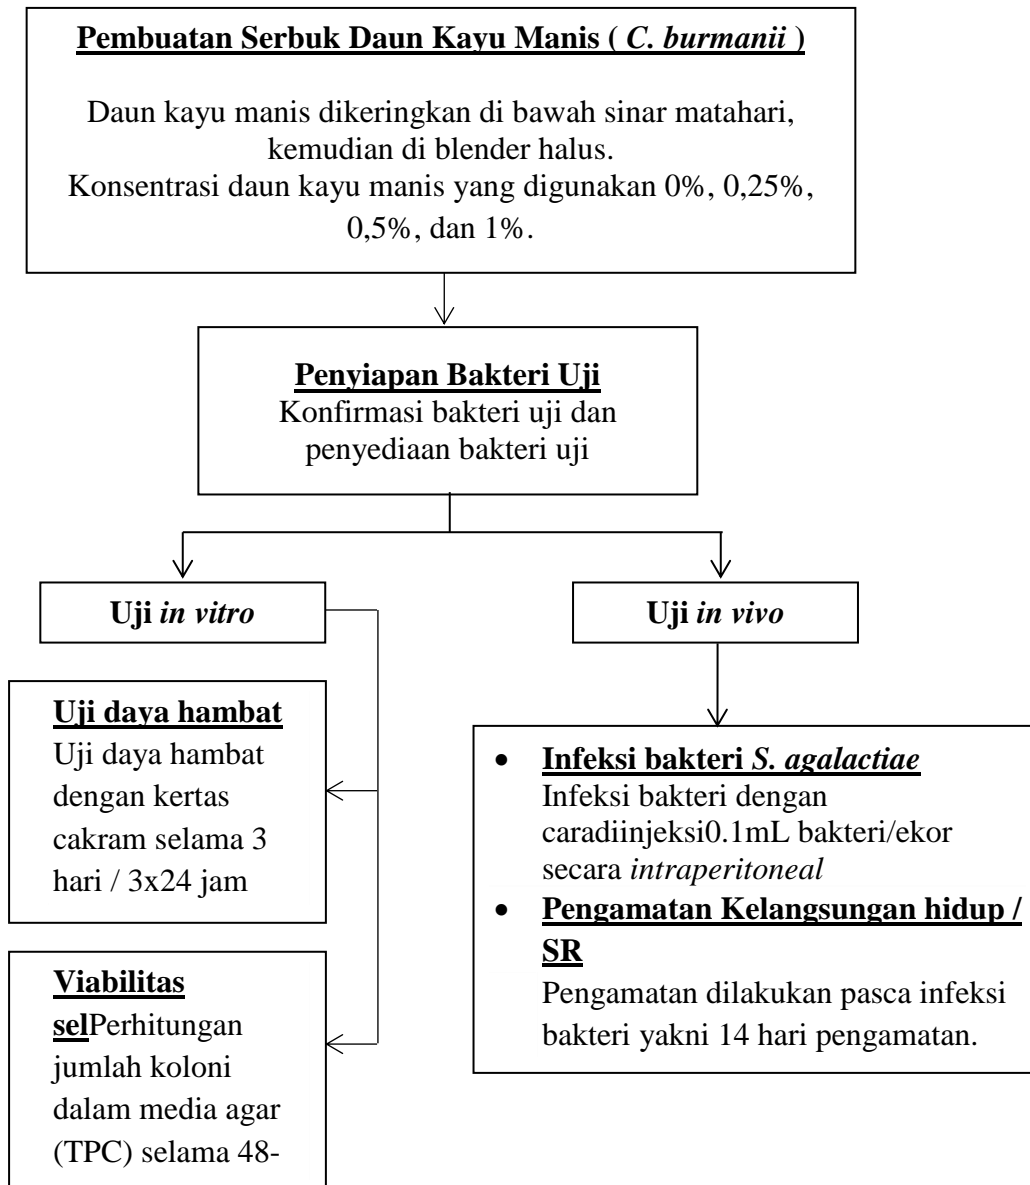 Pembuatan Serbuk Daun Kayu Manis ( C. burmanii )
Daun kayu manis dikeringkan di bawah sinar matahari,
kemudian di blender halus.
Konsentrasi daun kayu manis yang digunakan 0%, 0,25%,
0,5%, dan 1%.
Penyiapan Bakteri Uji
Konfirmasi bakteri uji dan
penyediaan bakteri uji
Uji in vitro
Uji daya hambat
Uji daya hambat
dengan kertas
cakram selama 3
hari / 3x24 jam
Viabilitas
selPerhitungan
jumlah koloni
dalam media agar
(TPC) selama 48-
Uji in vivo
• Infeksi bakteri S. agalactiae
Infeksi bakteri dengan
caradiinjeksi0.1mL bakteri/ekor
secara intraperitoneal
• Pengamatan Kelangsungan hidup /
SR
Pengamatan dilakukan pasca infeksi
bakteri yakni 14 hari pengamatan.